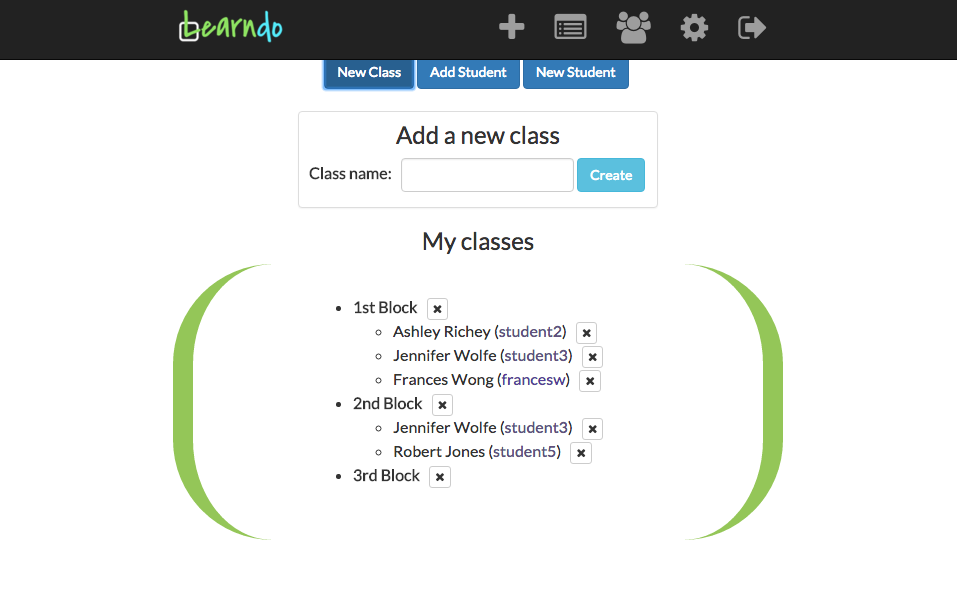 learndo
New Class Add Student New Student
Add a new class
Class name: Create
My classes
1st Block
Ashley Richey (student2)
Jennifer Wolfe (student3)
Frances Wong (francesw)
2nd Block
Jennifer Wolfe (student3)
Robert Jones (student5)
3rd Block